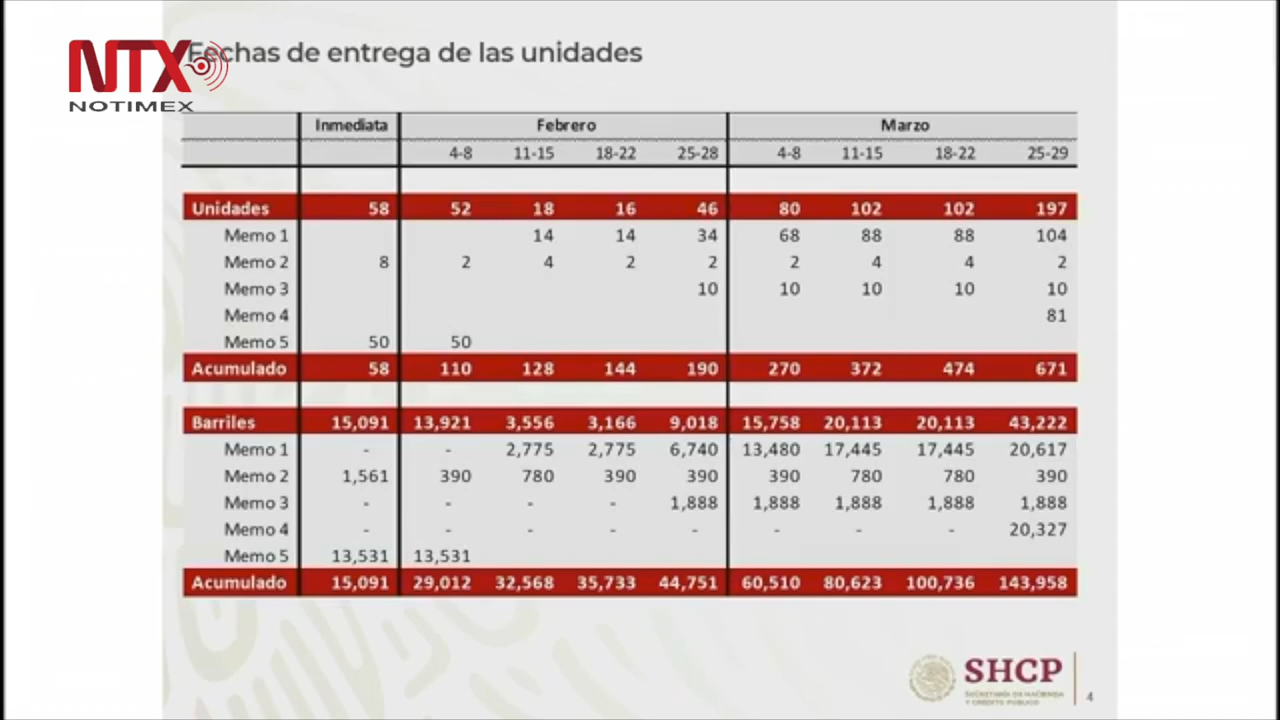 NTX
NOTIMEX
Fechas de entrega de las unidades
Inmediata Febrero Marzo
4-8 11-15 18-22 25-28 4-8 11-15 18-22 25-29
Unidades 58 52 18 16 46 80 102 102 197
Memo 1 14 14 34 68 88 88 104
Memo 2 8 2 4 2 2 2 4 4 2
Memo 3 10 10 10 10 10
Memo 4 81
Memo 5 50 50
Acumulado 58 110 128 144 190 270 372 474 671
Barriles 15,091 13,921 3,556 3,166 9,018 15,758 20,113 20,113 43,222
Memo 1 - - 2,775 2,775 6,740 13,480 17,445 17,445 20,617
Memo 2 1,561 390 780 390 390 390 780 780 390
Memo 3 - - - - 1,888 1,888 1,888 1,888 1,888
Memo 4 - - - - - - - - 20,327
Memo 5 13,531 13,531
Acumulado 15,091 29,012 32,568 35,733 44,751 60,510 80,623 100,736 143,958
SHCP
SECRETARÍA DE HACIENDA
Y CRÉDITO PÚBLICO
4